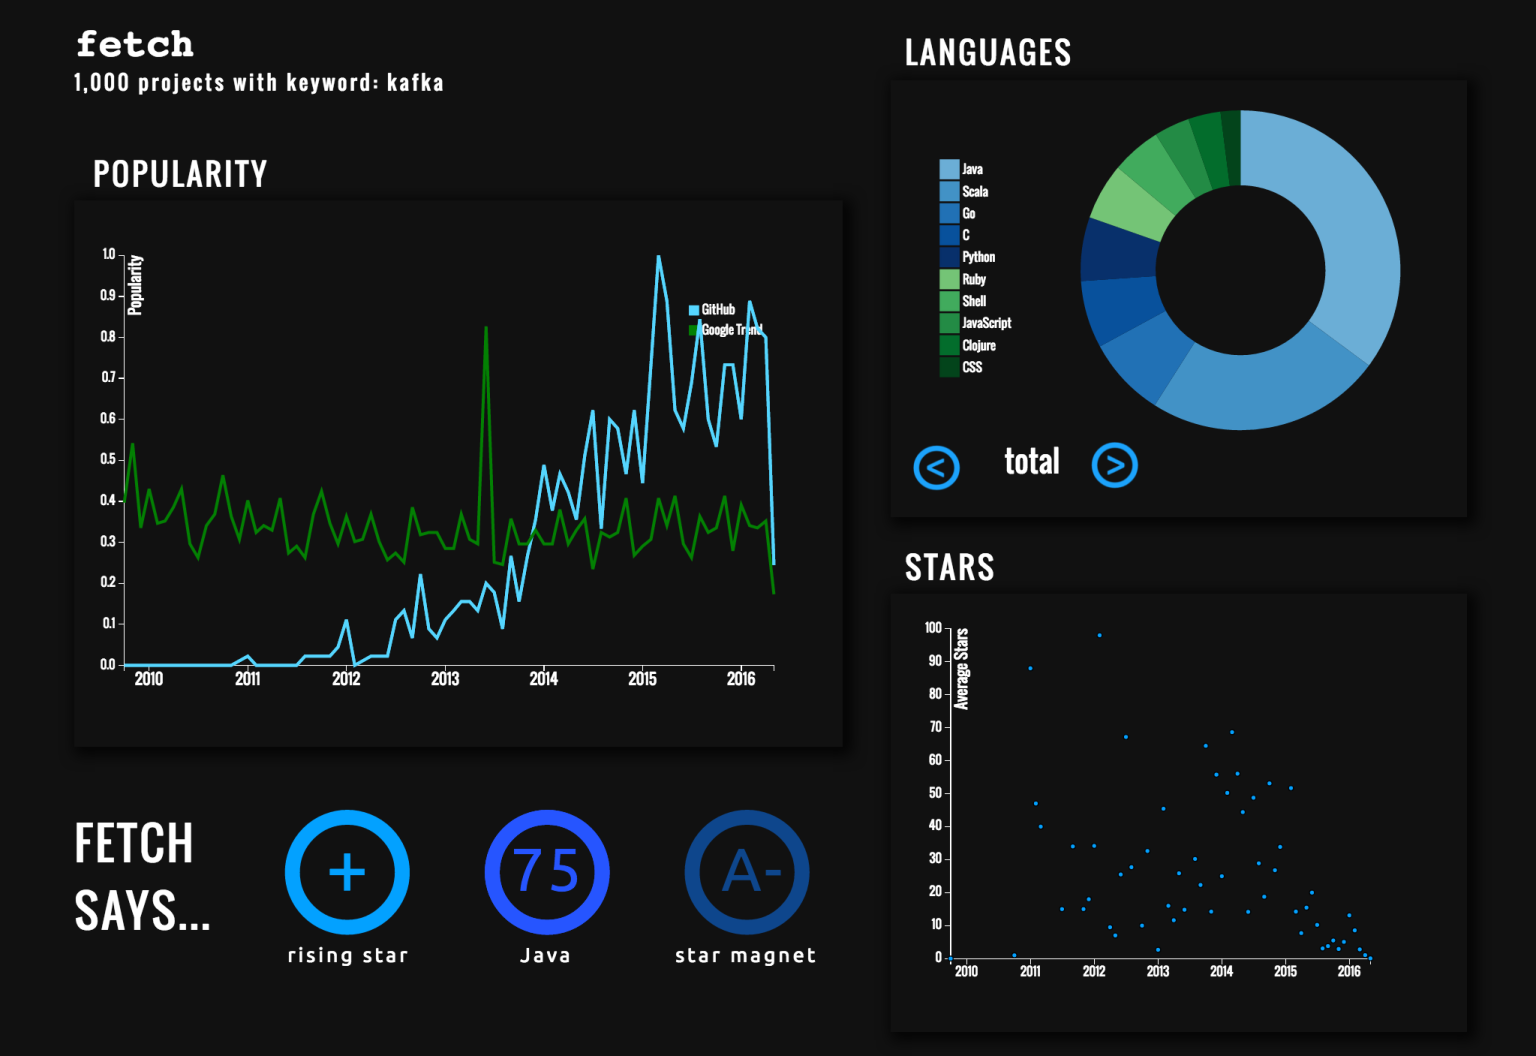 fetch
1,000 projects with keyword: kafka
POPULARITY
1.0
0.9
0.8
0.7
0.6
0.5
0.4
0.3
0.2
0.1
0.0
Popularity
GitHub
Google Trend
2010 2011 2012 2013 2014 2015 2016
LANGUAGES
Java
Scala
Go
C
Python
Ruby
Shell
JavaScript
Clojure
CSS
< total >
STARS
100
90
80
70
60
50
40
30
20
10
0
Average Stars
2010 2011 2012 2013 2014 2015 2016
FETCH
SAYS...
+ 75 A-
rising star Java star magnet